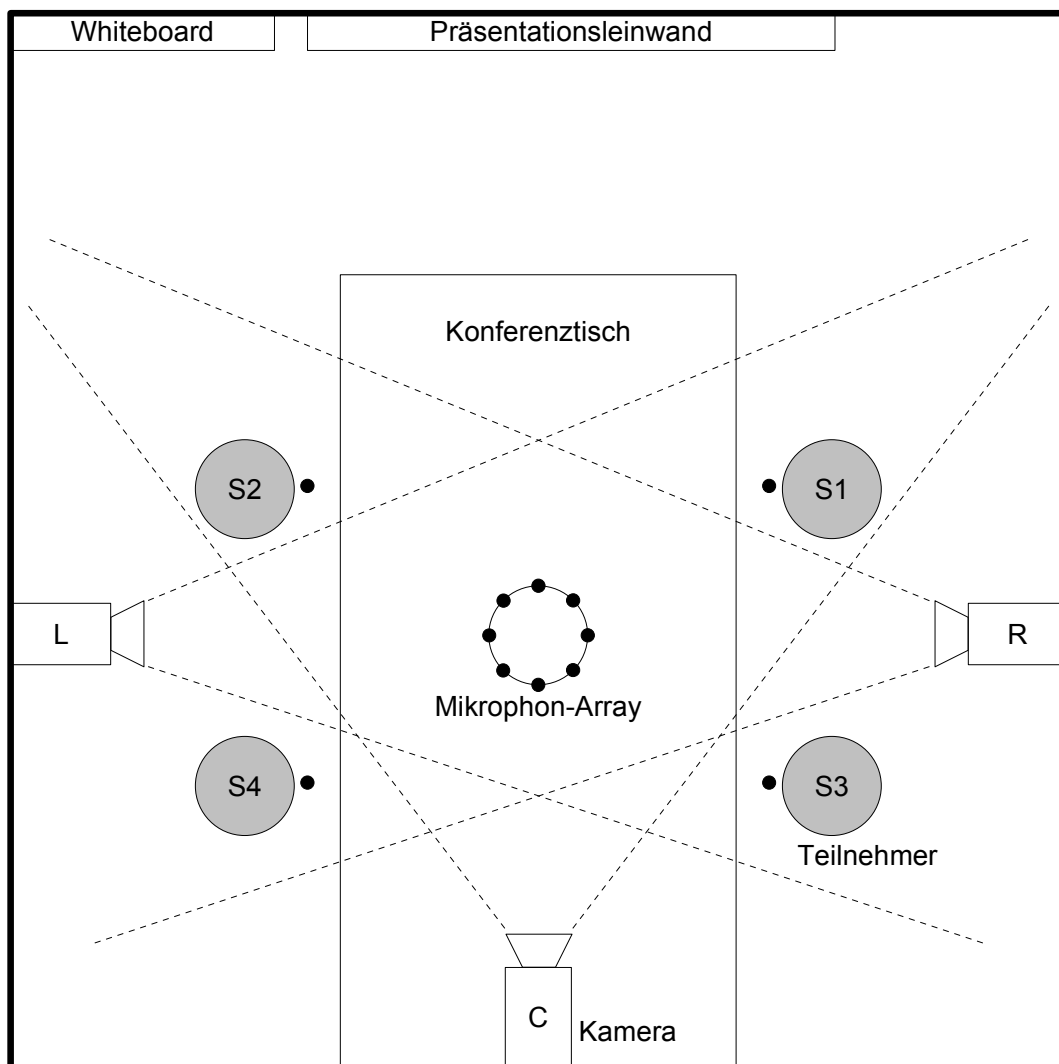 Whiteboard
Präsentationsleinwand
Konferenztisch
S2
S1
L
R
Mikrophon-Array
S4
S3
Teilnehmer
C
Kamera